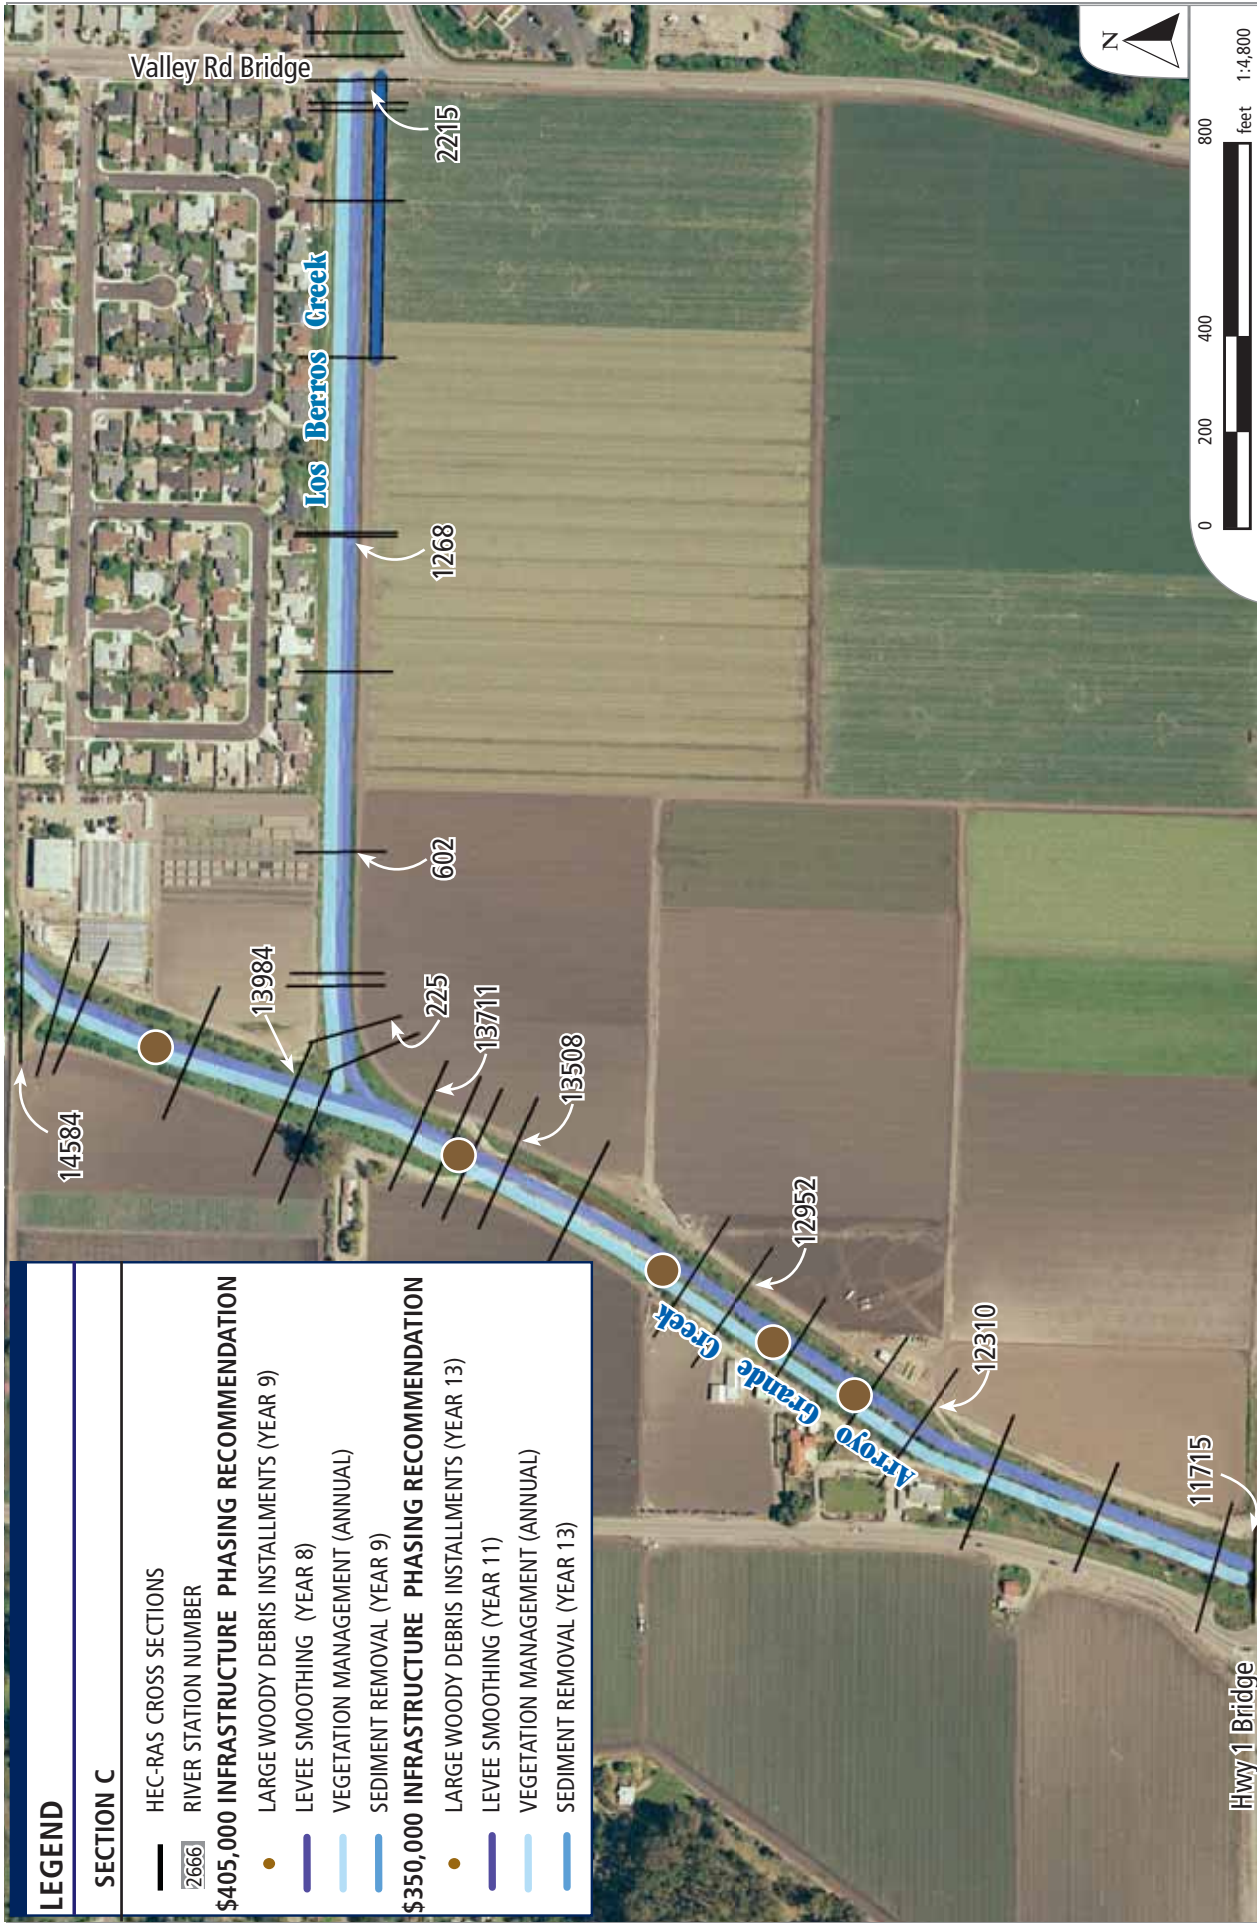 LEGEND
SECTION C
HEC-RAS CROSS SECTIONS
2666 RIVER STATION NUMBER
$405,000 INFRASTRUCTURE PHASING RECOMMENDATION
LARGE WOODY DEBRIS INSTALLMENTS (YEAR 9)
LEVEE SMOOTHING (YEAR 8)
VEGETATION MANAGEMENT (ANNUAL)
SEDIMENT REMOVAL (YEAR 9)
$350,000 INFRASTRUCTURE PHASING RECOMMENDATION
LARGE WOODY DEBRIS INSTALLMENTS (YEAR 13)
LEVEE SMOOTHING (YEAR 11)
VEGETATION MANAGEMENT (ANNUAL)
SEDIMENT REMOVAL (YEAR 13)
Valley Rd Bridge
2215
Los Berros Creek
1268
602
225
14584
13984
13711
13508
12952
12310
11715
Arroyo Grande Creek
Hwy 1 Bridge
N
0 200 400 800
feet 1:4,800